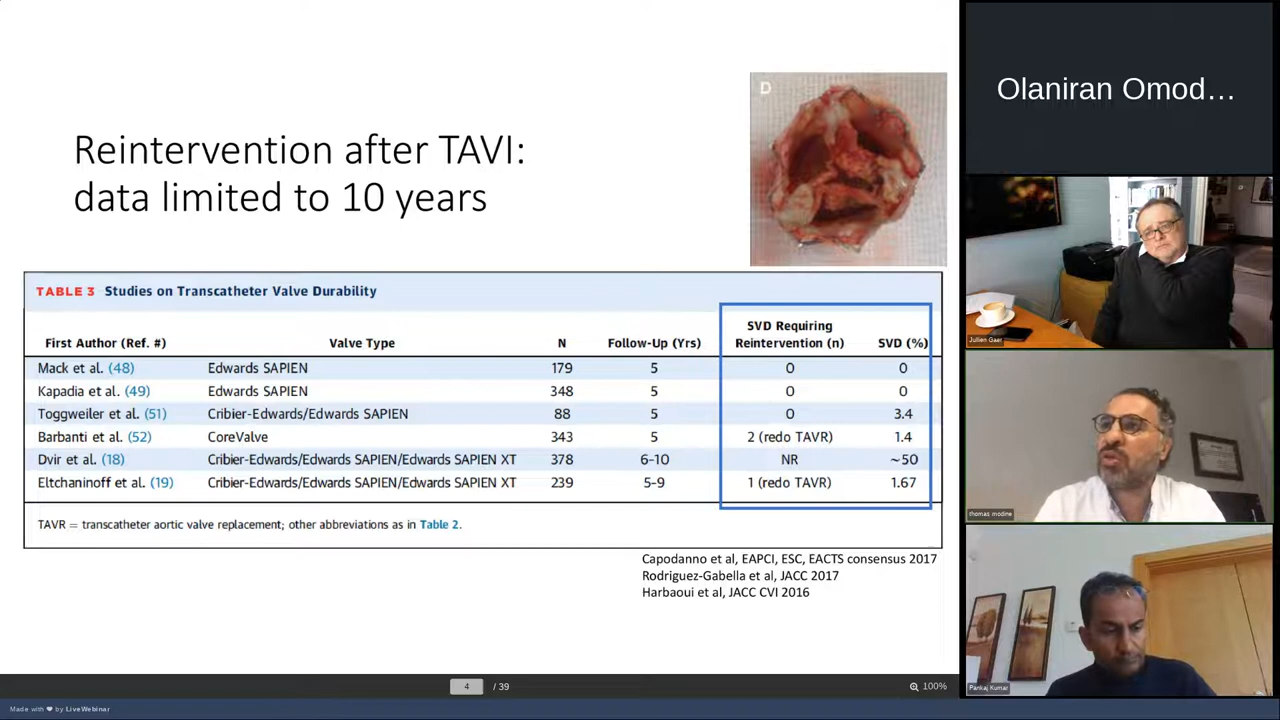 D
Reintervention after TAVI:
data limited to 10 years
TABLE 3 Studies on Transcatheter Valve Durability
First Author (Ref. #) Valve Type N Follow-Up (Yrs) SVD Requiring Reintervention (n) SVD (%)
Mack et al. (48) Edwards SAPIEN 179 5 0 0
Kapadia et al. (49) Edwards SAPIEN 348 5 0 0
Toggweiler et al. (51) Cribier-Edwards/Edwards SAPIEN 88 5 0 3.4
Barbanti et al. (52) CoreValve 343 5 2 (redo TAVR) 1.4
Dvir et al. (18) Cribier-Edwards/Edwards SAPIEN/Edwards SAPIEN XT 378 6-10 NR ~50
Eltchaninoff et al. (19) Cribier-Edwards/Edwards SAPIEN/Edwards SAPIEN XT 239 5-9 1 (redo TAVR) 1.67
TAVR = transcatheter aortic valve replacement; other abbreviations as in Table 2.
Capodanno et al, EAPCI, ESC, EACTS consensus 2017
Rodriguez-Gabella et al, JACC 2017
Harbaoui et al, JACC CVI 2016
4 / 39
100%
Made with ❤ by LiveWebinar
Olaniran Omod...
Jullien Gaer
thomas modine
Pankaj Kumar